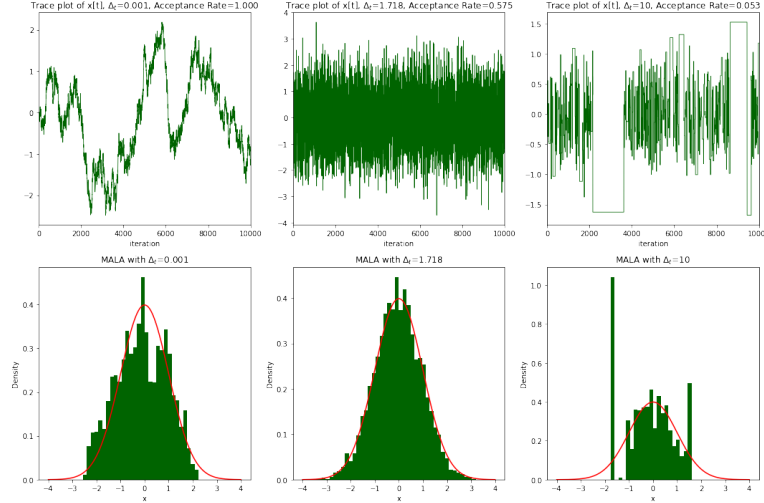 Trace plot of x[t], Δt=0.001, Acceptance Rate=1.000
2
1
0
−1
−2
0 2000 4000 6000 8000 10000
iteration
Trace plot of x[t], Δt=1.718, Acceptance Rate=0.575
4
3
2
1
0
−1
−2
−3
−4
0 2000 4000 6000 8000 10000
iteration
Trace plot of x[t], Δt=10, Acceptance Rate=0.053
1.5
1.0
0.5
0.0
−0.5
−1.0
−1.5
0 2000 4000 6000 8000 10000
iteration
MALA with Δt=0.001
Density
0.4
0.3
0.2
0.1
0.0
−4 −3 −2 −1 0 1 2 3 4
x
MALA with Δt=1.718
Density
0.4
0.3
0.2
0.1
0.0
−4 −3 −2 −1 0 1 2 3 4
x
MALA with Δt=10
Density
1.0
0.8
0.6
0.4
0.2
0.0
−4 −3 −2 −1 0 1 2 3 4
x